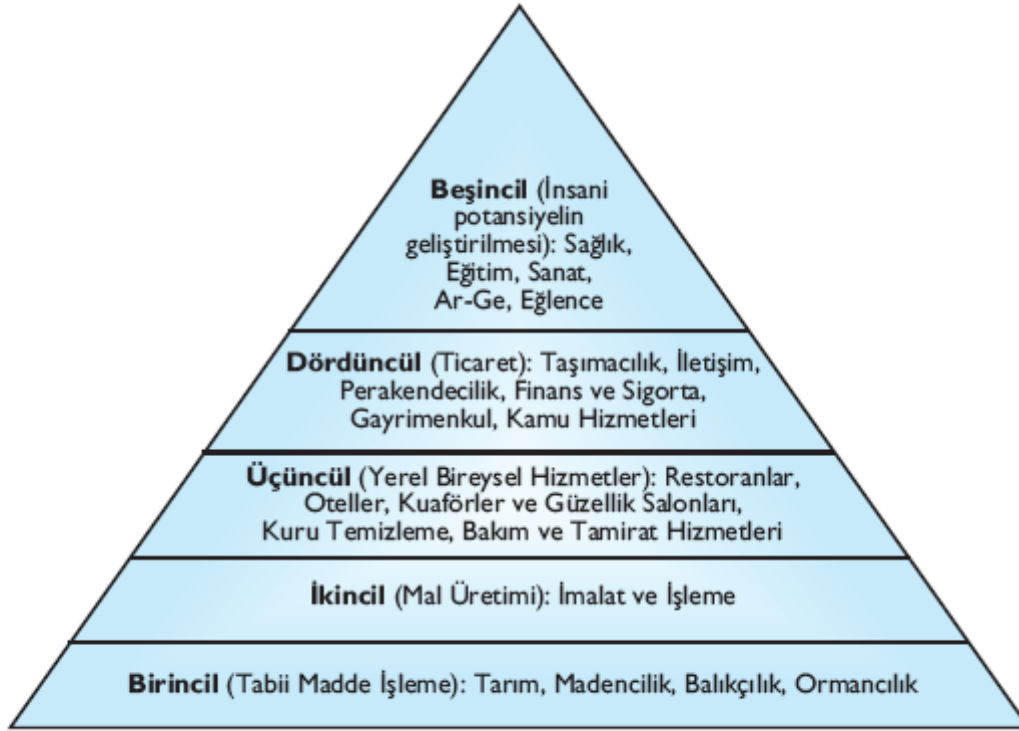 Beşincil (İnsani
potansiyelin
geliştirilmesi): Sağlık,
Eğitim, Sanat,
Ar-Ge, Eğlence
Dördüncül (Ticaret): Taşımacılık, İletişim,
Perakendecilik, Finans ve Sigorta,
Gayrimenkul, Kamu Hizmetleri
Üçüncül (Yerel Bireysel Hizmetler): Restoranlar,
Oteller, Kuaförler ve Güzellik Salonları,
Kuru Temizleme, Bakım ve Tamirat Hizmetleri
İkincil (Mal Üretimi): İmalat ve İşleme
Birincil (Tabii Madde İşleme): Tarım, Madencilik, Balıkçılık, Ormancılık